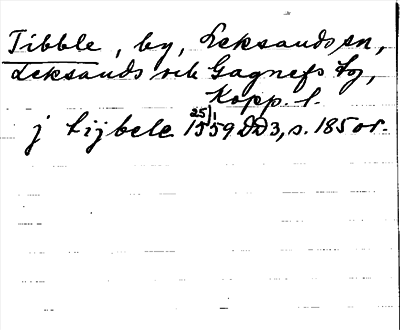 Tibble, by, Leksands sn,
Leksands och Gagnefs tg,
Kopp. l.
25/1
j tijbele 1559 DD3, s. 185 or.